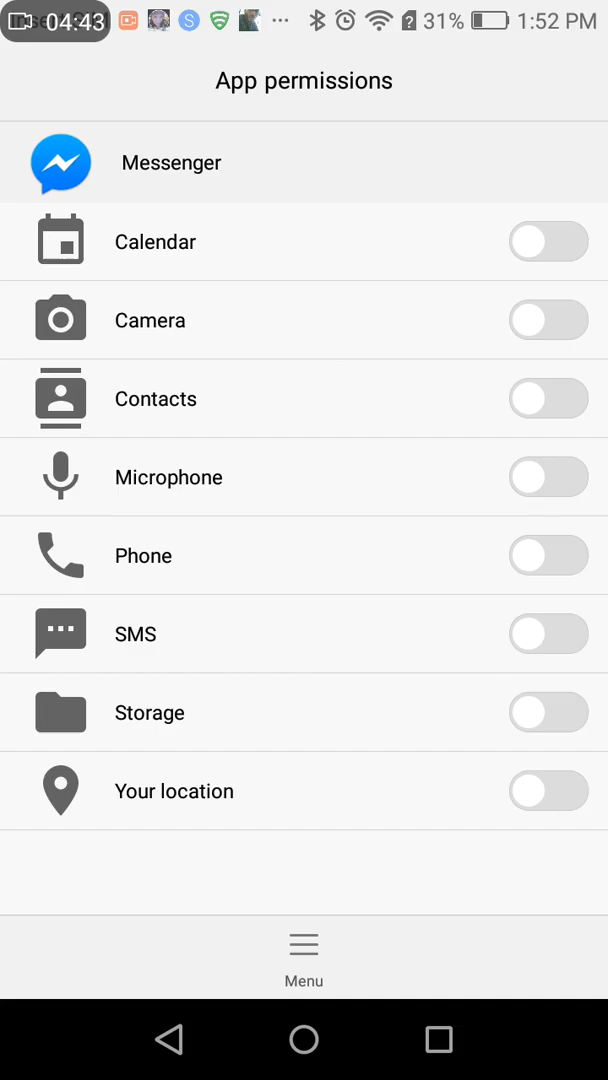 04:43 31% 1:52 PM
App permissions
Messenger
Calendar
Camera
Contacts
Microphone
Phone
SMS
Storage
Your location
Menu